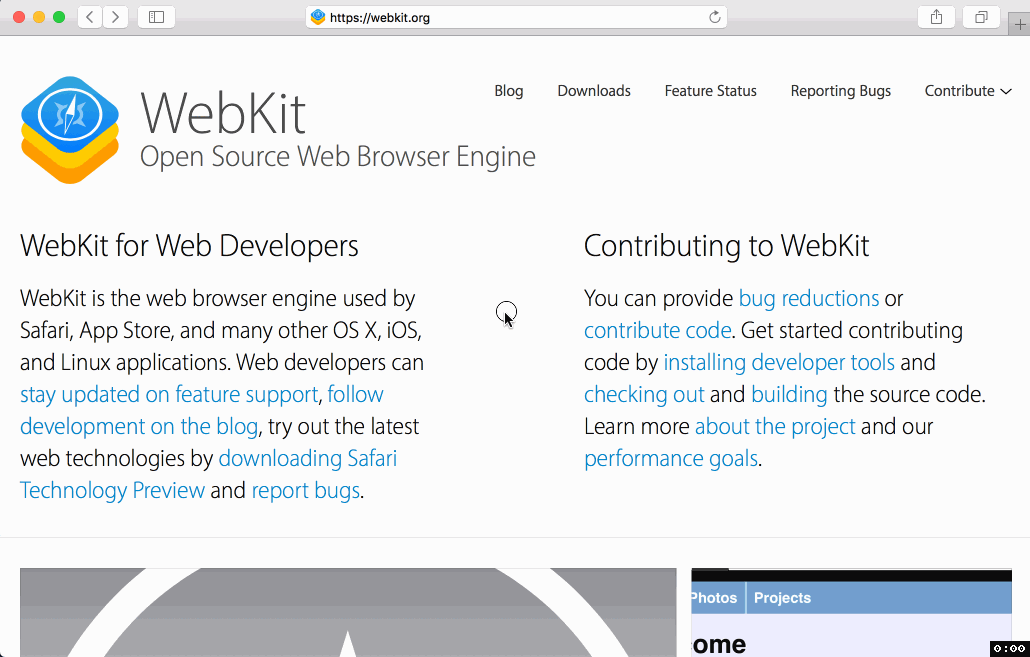 https://webkit.org
WebKit
Open Source Web Browser Engine
Blog Downloads Feature Status Reporting Bugs Contribute
WebKit for Web Developers
WebKit is the web browser engine used by
Safari, App Store, and many other OS X, iOS,
and Linux applications. Web developers can
stay updated on feature support, follow
development on the blog, try out the latest
web technologies by downloading Safari
Technology Preview and report bugs.
Contributing to WebKit
You can provide bug reductions or
contribute code. Get started contributing
code by installing developer tools and
checking out and building the source code.
Learn more about the project and our
performance goals.
Photos Projects
ome
0:00